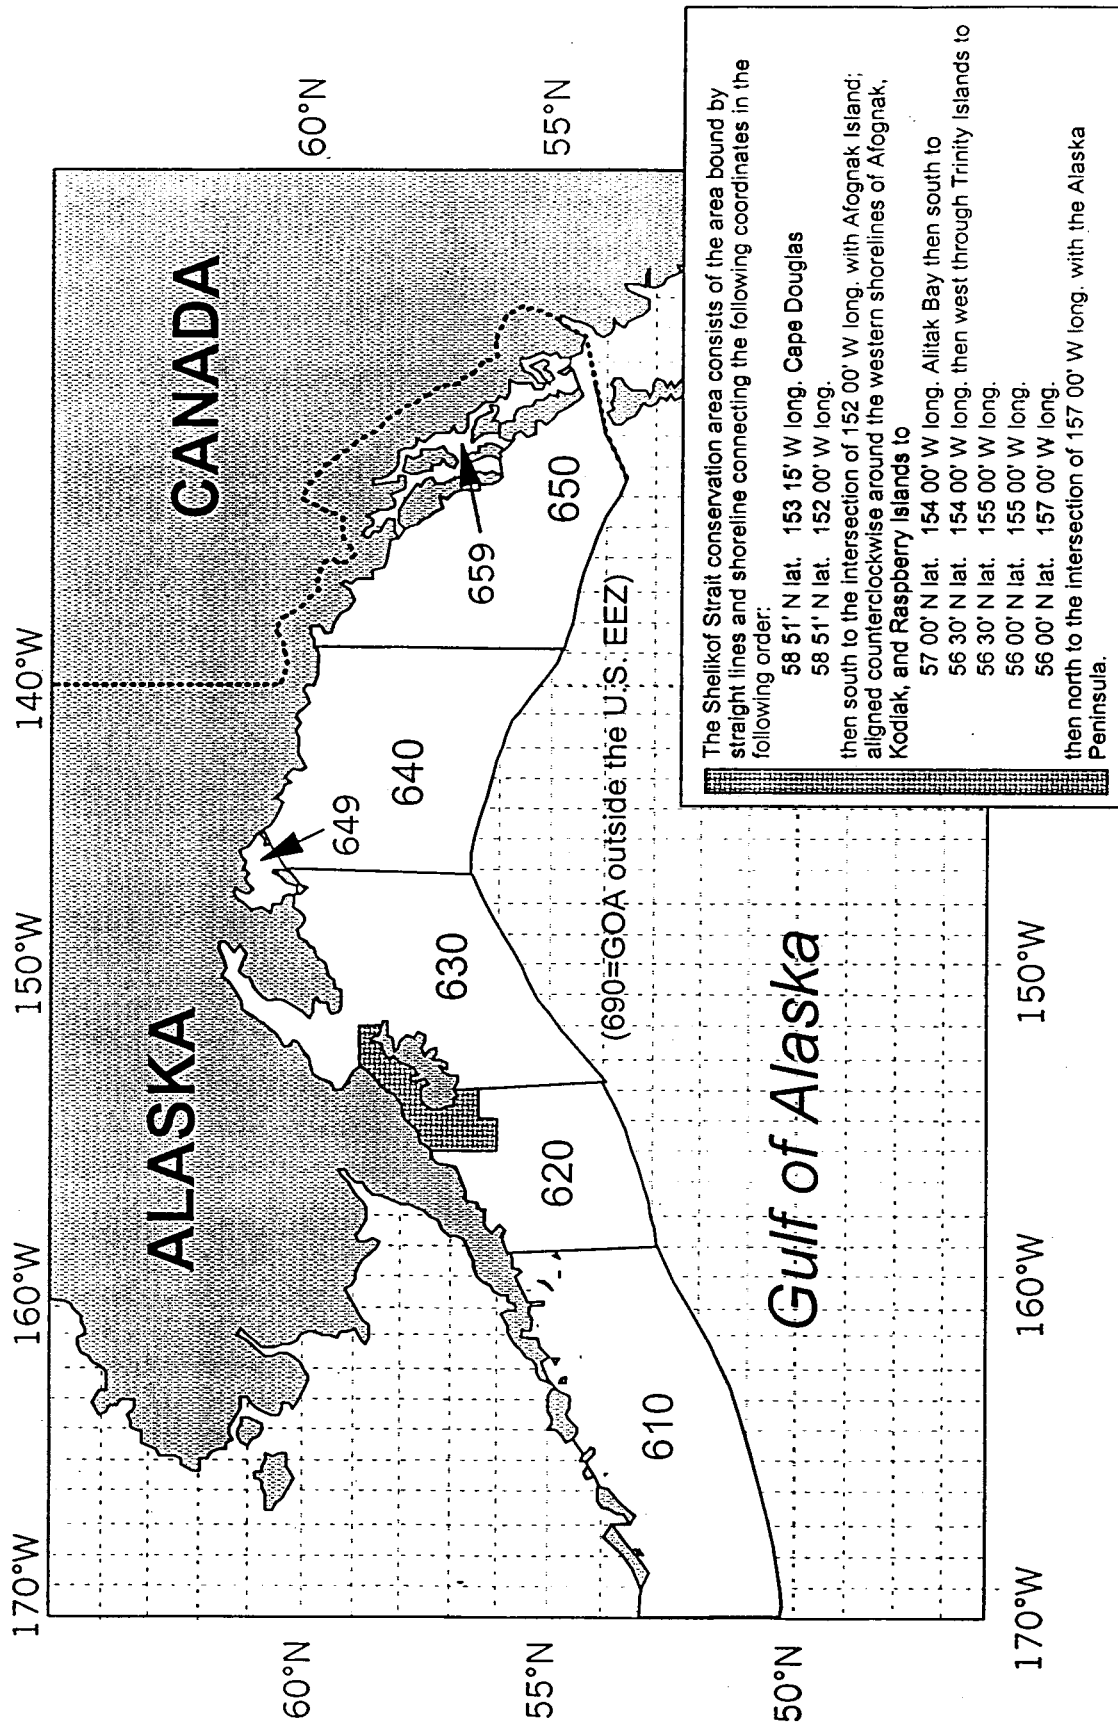 170°W
160°W
150°W
140°W
60°N
55°N
50°N
60°N
55°N
170°W
160°W
150°W
ALASKA
CANADA
649
640
630
620
610
650
659
(690=GOA outside the U.S. EEZ)
Gulf of Alaska
The Shelikof Strait conservation area consists of the area bound by
straight lines and shoreline connecting the following coordinates in the
following order:
58 51' N lat. 153 15' W long. Cape Douglas
58 51' N lat. 152 00' W long.
then south to the intersection of 152 00' W long. with Afognak Island;
aligned counterclockwise around the western shorelines of Afognak,
Kodiak, and Raspberry Islands to
57 00' N lat. 154 00' W long. Alitak Bay then south to
56 30' N lat. 154 00' W long. then west through Trinity Islands to
56 30' N lat. 155 00' W long.
56 00' N lat. 155 00' W long.
56 00' N lat. 157 00' W long.
then north to the intersection of 157 00' W long. with the Alaska
Peninsula.